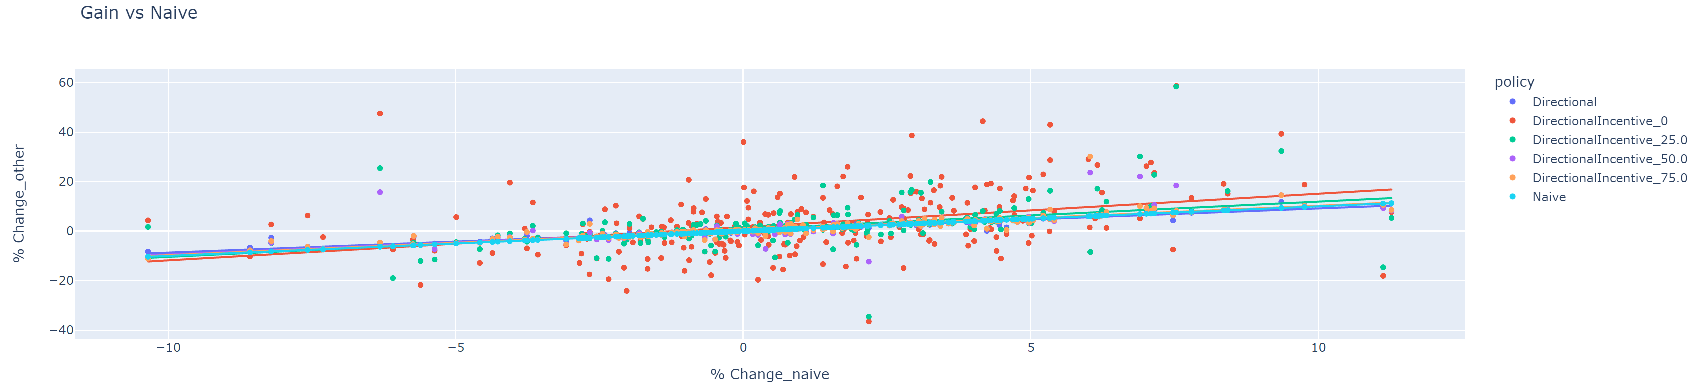 Gain vs Naive
% Change_other
60
40
20
0
−20
−40
−10
−5
0
5
10
% Change_naive
policy
Directional
DirectionalIncentive_0
DirectionalIncentive_25.0
DirectionalIncentive_50.0
DirectionalIncentive_75.0
Naive